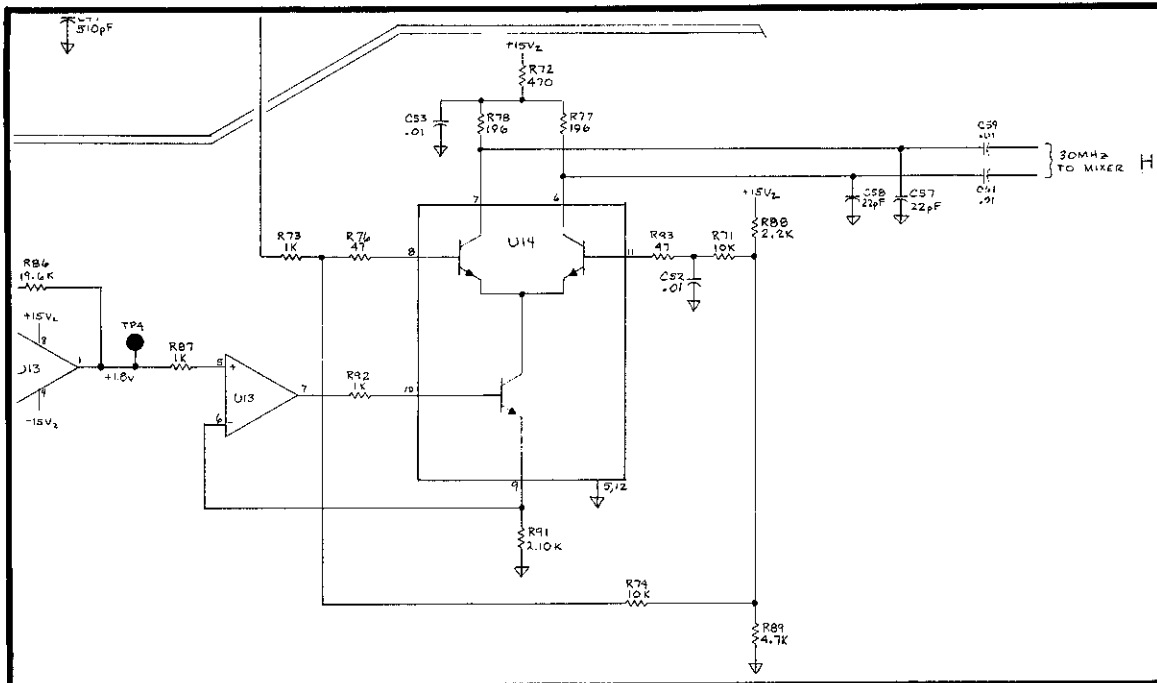 510pF
+15V2
R72
470
C53
.01
R78
196
R77
196
C59
.01
30MHz
TO MIXER
H
C58
22pF
C57
22pF
.01
+15V2
R88
2.2K
7
6
U14
R73
1K
R76
47
8
11
R93
47
R71
10K
C52
.01
R86
19.6K
+15V2
8
TP4
1
+1.8V
R87
1K
5
+
U13
4
-15V2
U13
7
6
-
R92
1K
10
9
5,12
R91
2.10K
R74
10K
R89
4.7K